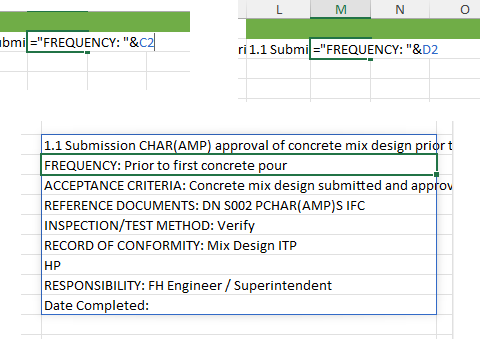 L M N O
ıbmi ="FREQUENCY: "&C2
ri 1.1 Submi ="FREQUENCY: "&D2
1.1 Submission CHAR(AMP) approval of concrete mix design prior t
FREQUENCY: Prior to first concrete pour
ACCEPTANCE CRITERIA: Concrete mix design submitted and approv
REFERENCE DOCUMENTS: DN S002 PCHAR(AMP)S IFC
INSPECTION/TEST METHOD: Verify
RECORD OF CONFORMITY: Mix Design ITP
HP
RESPONSIBILITY: FH Engineer / Superintendent
Date Completed: